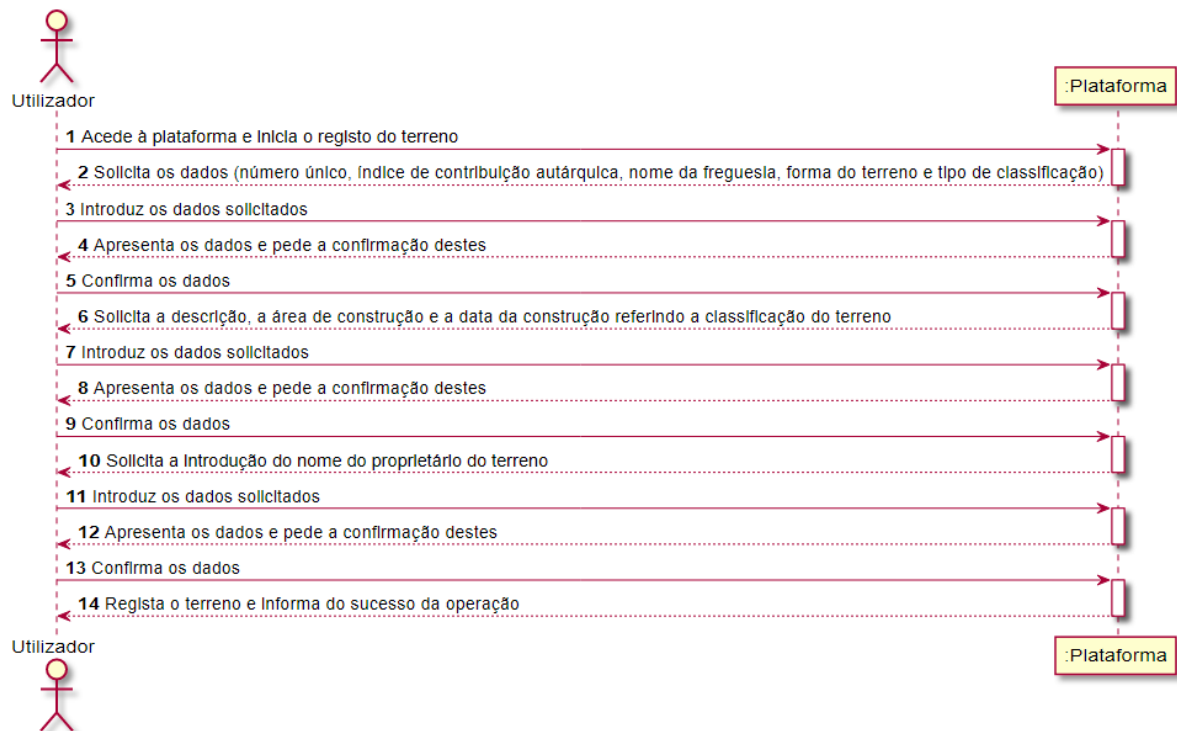 Utilizador
:Plataforma
1 Acede à plataforma e inicia o registo do terreno
2 Solicita os dados (número único, índice de contribuição autárquica, nome da freguesia, forma do terreno e tipo de classificação)
3 Introduz os dados solicitados
4 Apresenta os dados e pede a confirmação destes
5 Confirma os dados
6 Solicita a descrição, a área de construção e a data da construção referindo a classificação do terreno
7 Introduz os dados solicitados
8 Apresenta os dados e pede a confirmação destes
9 Confirma os dados
10 Solicita a introdução do nome do proprietário do terreno
11 Introduz os dados solicitados
12 Apresenta os dados e pede a confirmação destes
13 Confirma os dados
14 Regista o terreno e informa do sucesso da operação
Utilizador
:Plataforma